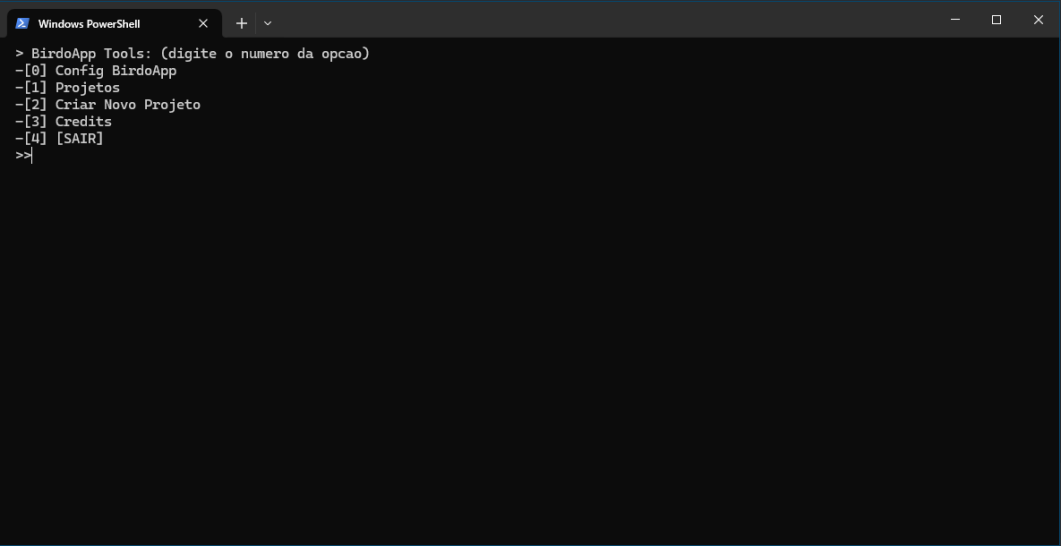 Windows PowerShell
> BirdoApp Tools: (digite o numero da opcao)
-[0] Config BirdoApp
-[1] Projetos
-[2] Criar Novo Projeto
-[3] Credits
-[4] [SAIR]
>>